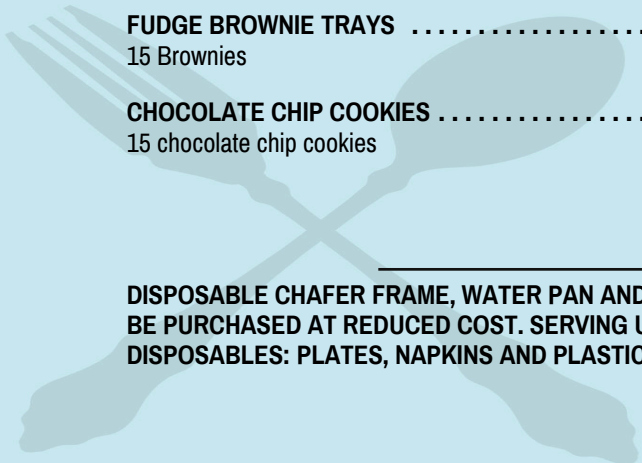 FUDGE BROWNIE TRAYS . . . . . . . . . . . . . . . . . .
15 Brownies
CHOCOLATE CHIP COOKIES . . . . . . . . . . . . . . . .
15 chocolate chip cookies
DISPOSABLE CHAFER FRAME, WATER PAN AND
BE PURCHASED AT REDUCED COST. SERVING U
DISPOSABLES: PLATES, NAPKINS AND PLASTIC